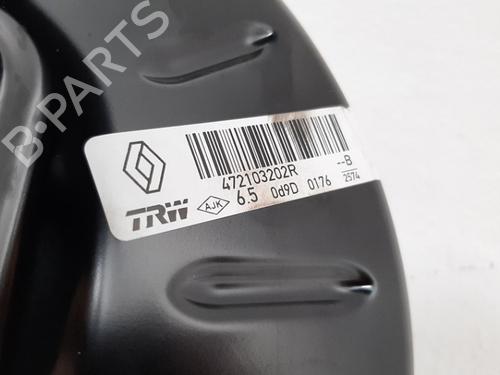 B-PARTS
472103202R
--B
TRW
AJK
6.5 0d9D 0176
2574